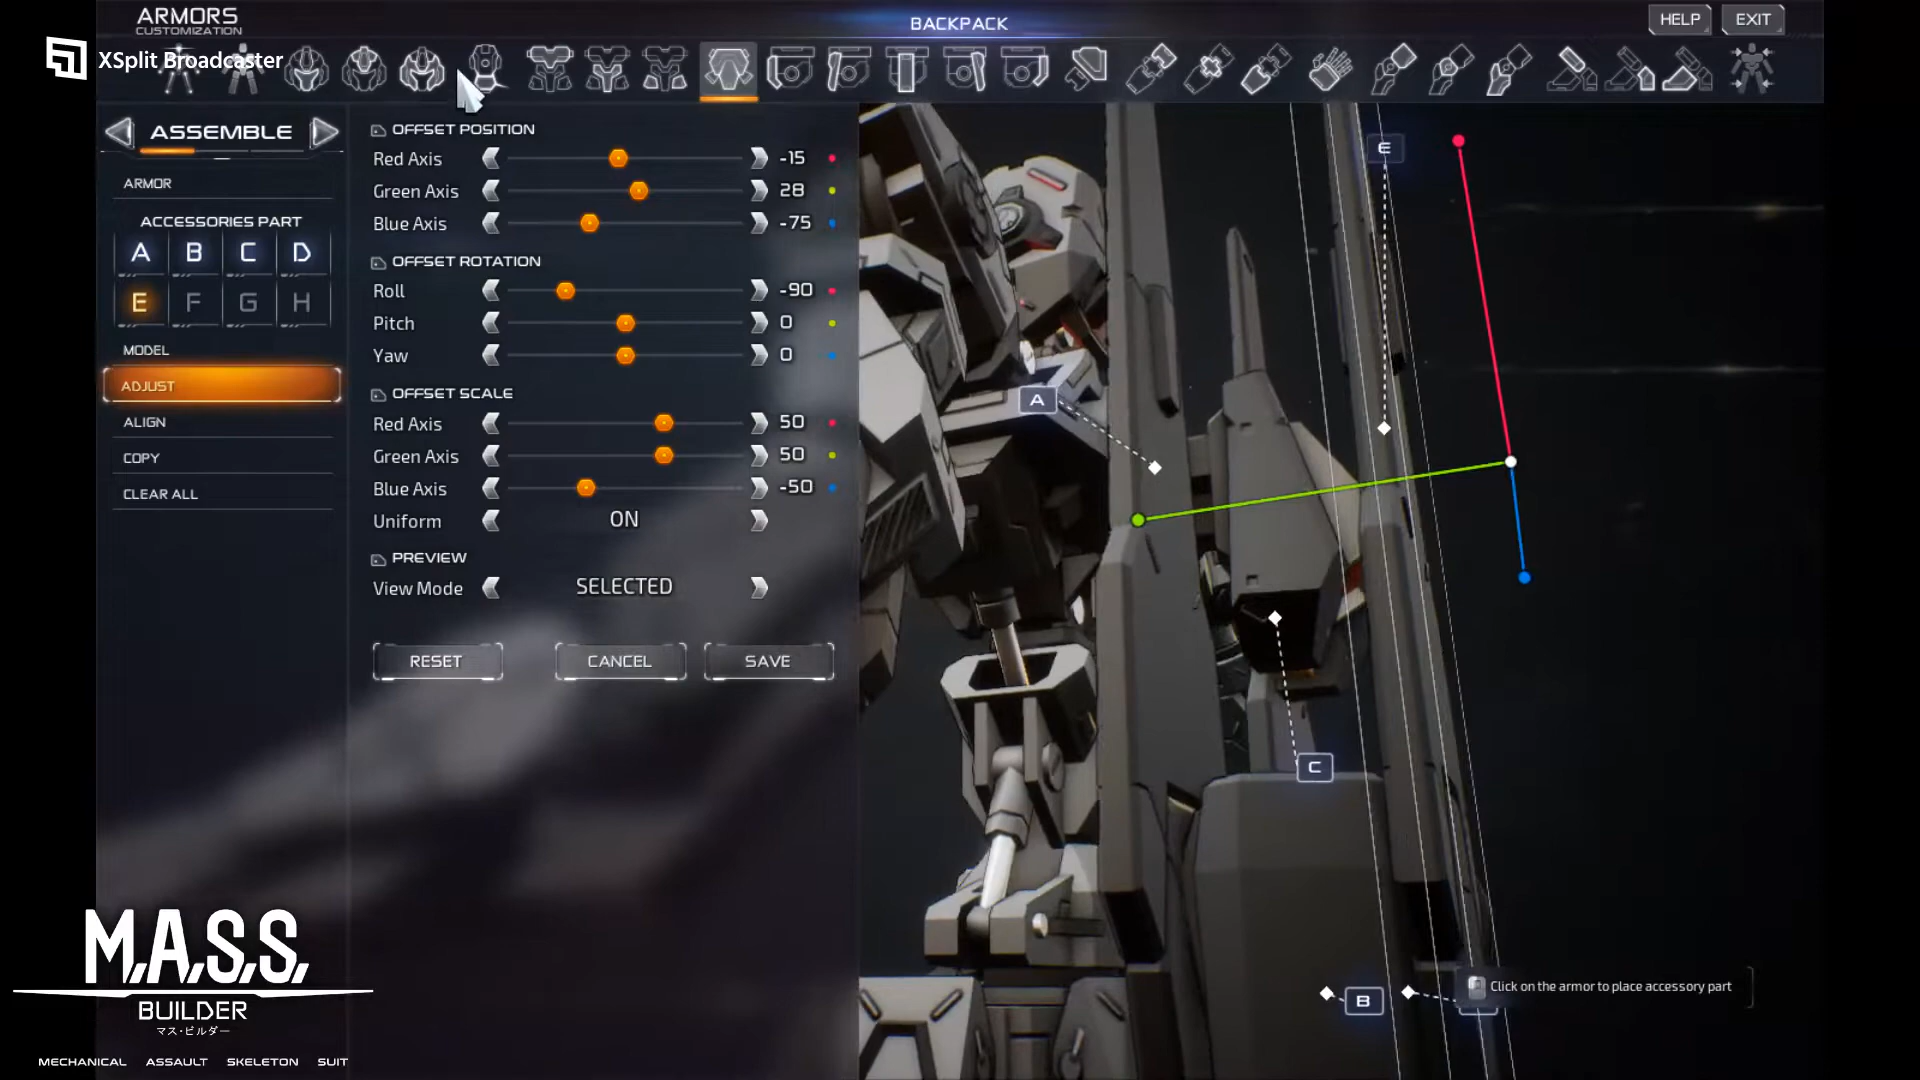 ARMORS
CUSTOMIZATION
BACKPACK
HELP
EXIT
XSplit Broadcaster
ASSEMBLE
ARMOR
ACCESSORIES PART
A B C D
E F G H
MODEL
ADJUST
ALIGN
COPY
CLEAR ALL
OFFSET POSITION
Red Axis -15
Green Axis 28
Blue Axis -75
OFFSET ROTATION
Roll -90
Pitch 0
Yaw 0
OFFSET SCALE
Red Axis 50
Green Axis 50
Blue Axis -50
Uniform ON
PREVIEW
View Mode SELECTED
RESET
CANCEL
SAVE
E
A
C
B
Click on the armor to place accessory part
M.A.S.S.
BUILDER
マス・ビルダー
MECHANICAL ASSAULT SKELETON SUIT